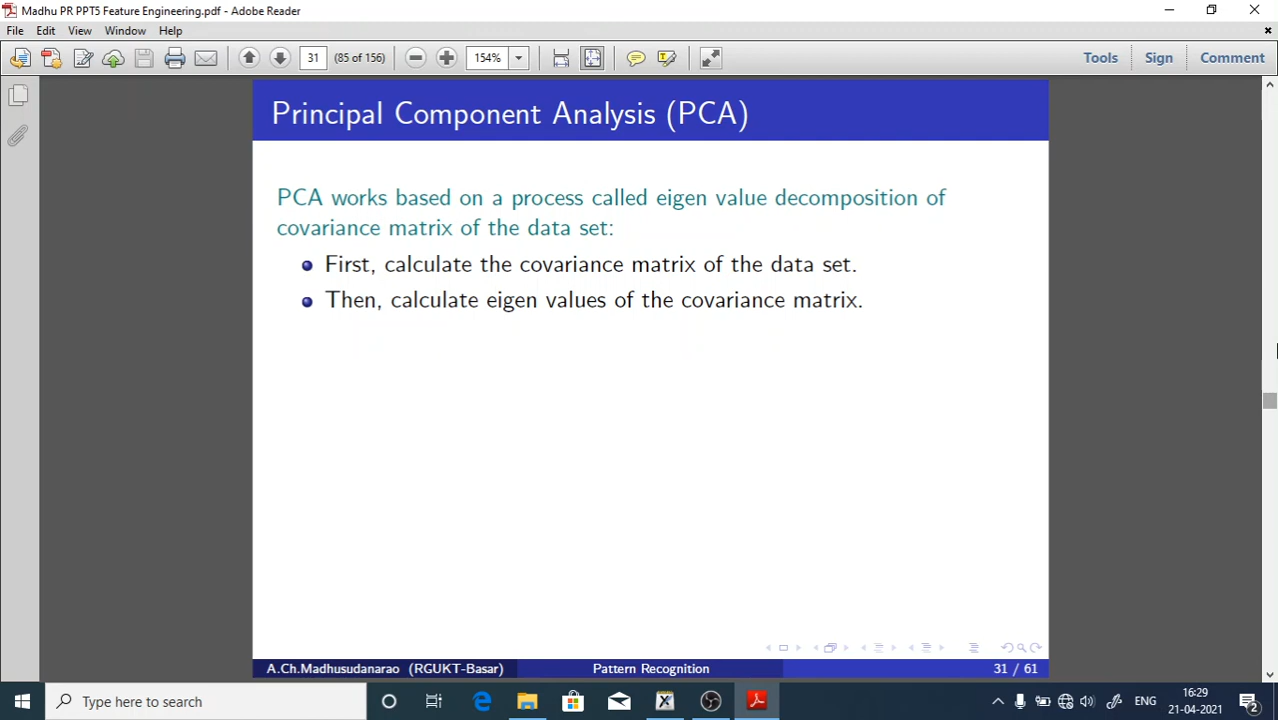 Madhu PR PPT5 Feature Engineering.pdf - Adobe Reader
File Edit View Window Help
31 (85 of 156) 154% Tools Sign Comment
Principal Component Analysis (PCA)
PCA works based on a process called eigen value decomposition of
covariance matrix of the data set:
First, calculate the covariance matrix of the data set.
Then, calculate eigen values of the covariance matrix.
A.Ch.Madhusudanarao (RGUKT-Basar) Pattern Recognition 31 / 61
Type here to search
ENG
16:29
21-04-2021
2